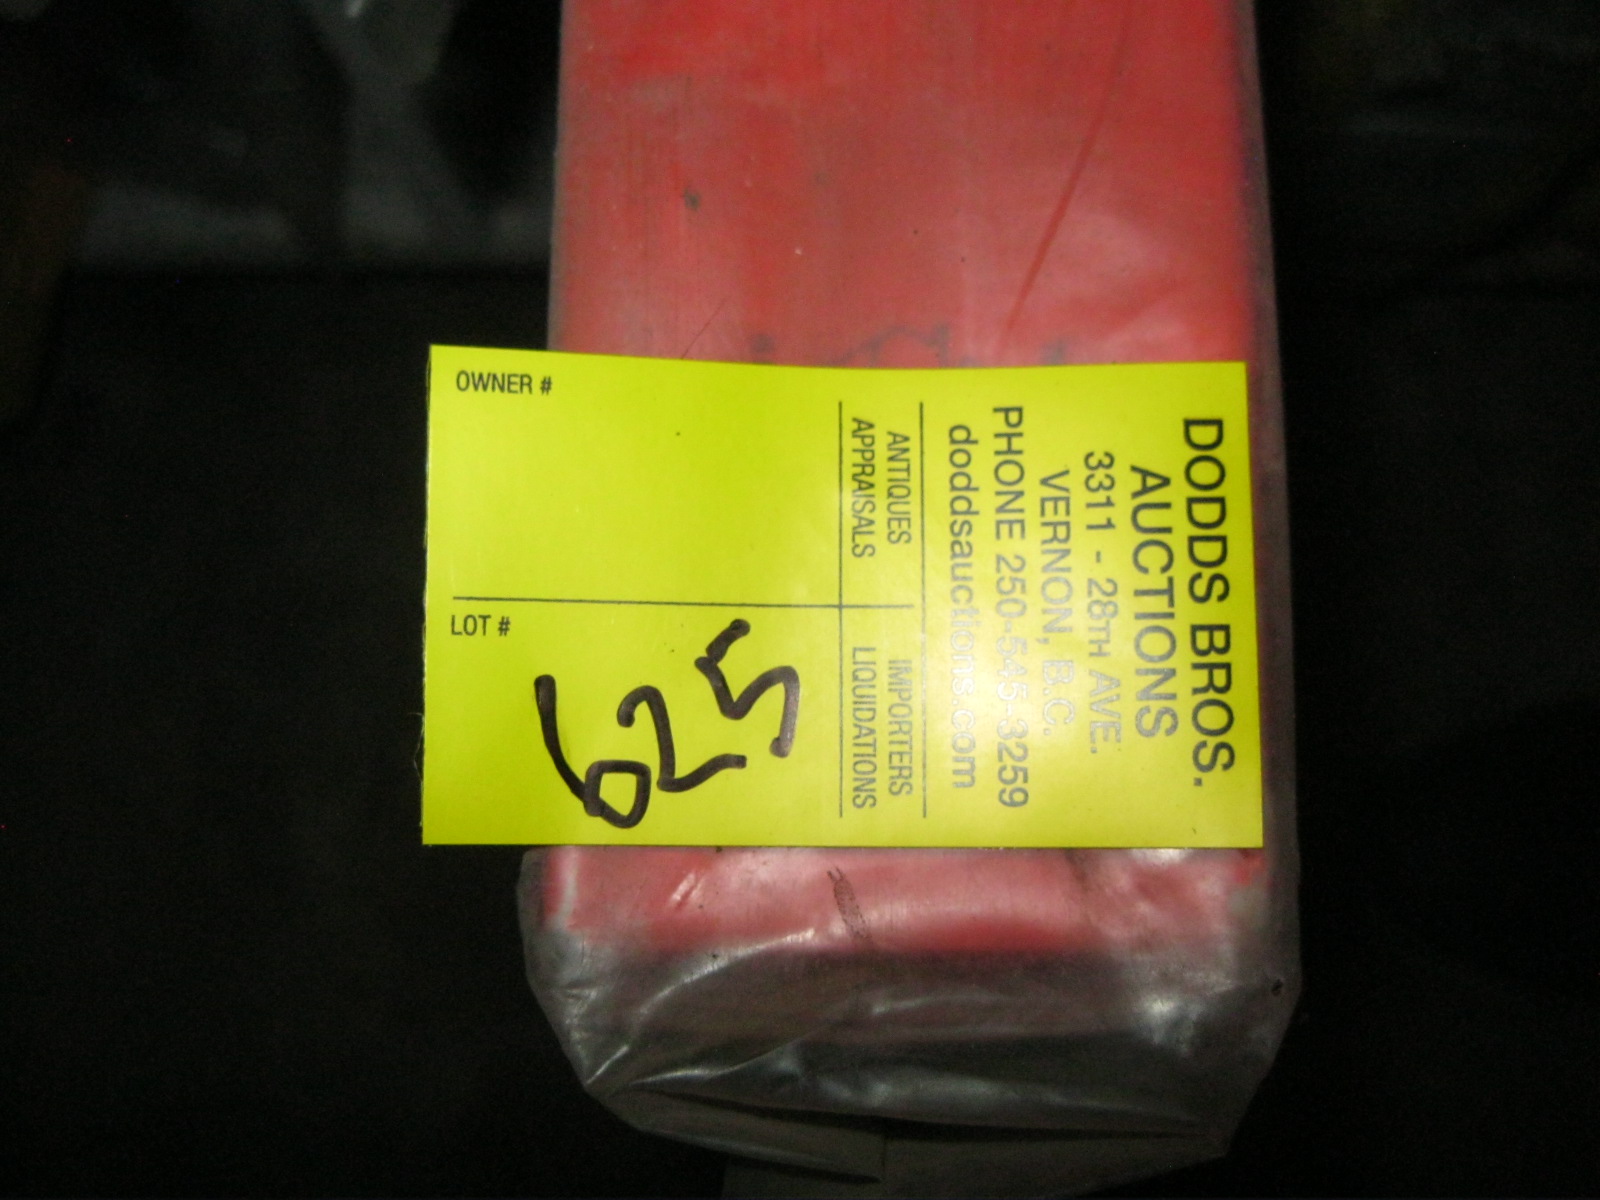 DODDS BROS.
AUCTIONS
3311 - 28TH AVE.
VERNON, B.C.
PHONE 250-545-3259
doddsauctions.com
ANTIQUES
APPRAISALS
IMPORTERS
LIQUIDATIONS
OWNER #
LOT #
625